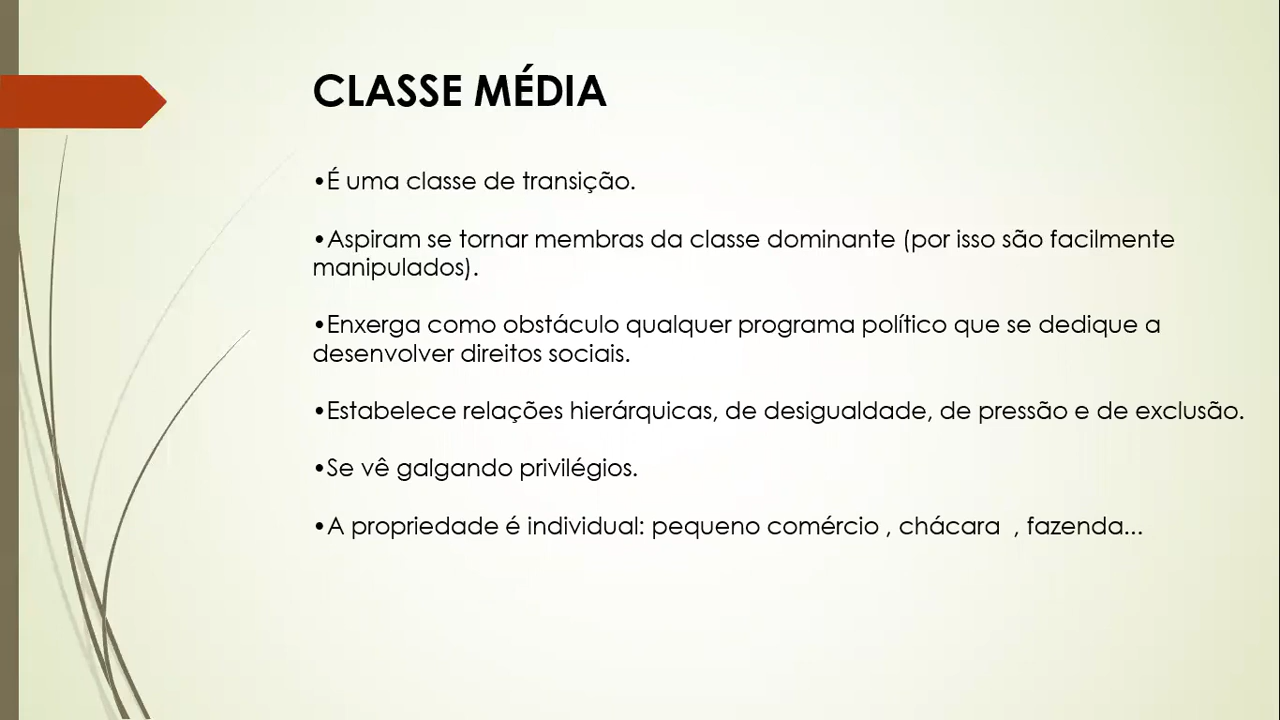 CLASSE MÉDIA
•É uma classe de transição.
•Aspiram se tornar membras da classe dominante (por isso são facilmente
manipulados).
•Enxerga como obstáculo qualquer programa político que se dedique a
desenvolver direitos sociais.
•Estabelece relações hierárquicas, de desigualdade, de pressão e de exclusão.
•Se vê galgando privilégios.
•A propriedade é individual: pequeno comércio , chácara  , fazenda...